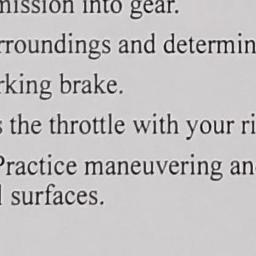 mission into gear.
rroundings and determin
rking brake.
s the throttle with your ri
Practice maneuvering an
l surfaces.